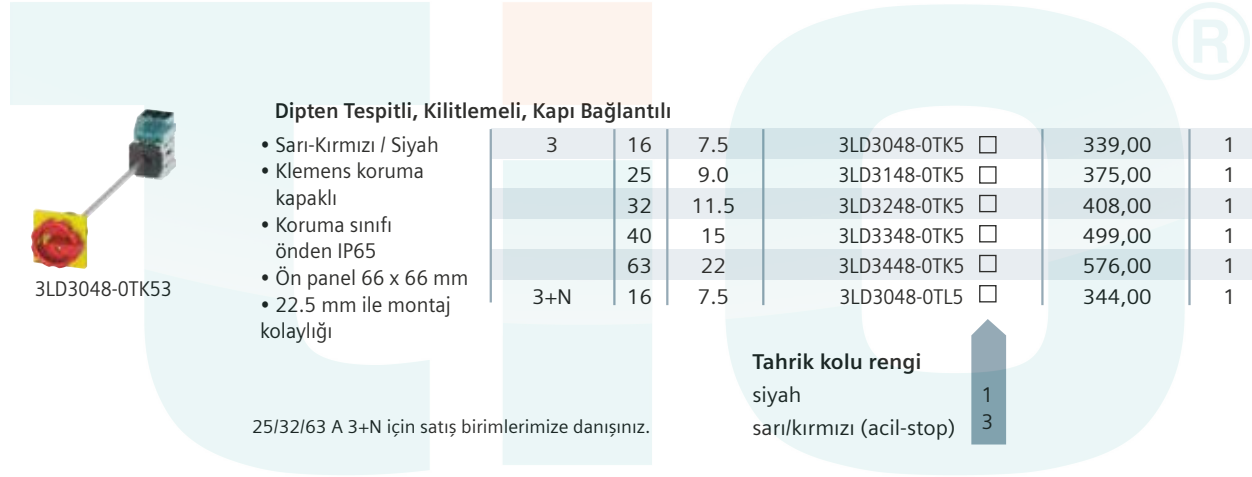 ®
Dipten Tespitli, Kilitlemeli, Kapı Bağlantılı
• Sarı-Kırmızı / Siyah
• Klemens koruma
kapaklı
• Koruma sınıfı
önden IP65
• Ön panel 66 x 66 mm
• 22.5 mm ile montaj
kolaylığı
3 16 7.5 3LD3048-0TK5 □ 339,00 1
25 9.0 3LD3148-0TK5 □ 375,00 1
32 11.5 3LD3248-0TK5 □ 408,00 1
40 15 3LD3348-0TK5 □ 499,00 1
63 22 3LD3448-0TK5 □ 576,00 1
3+N 16 7.5 3LD3048-0TL5 □ 344,00 1
3LD3048-0TK53
Tahrik kolu rengi
siyah 1
sarı/kırmızı (acil-stop) 3
25/32/63 A 3+N için satış birimlerimize danışınız.